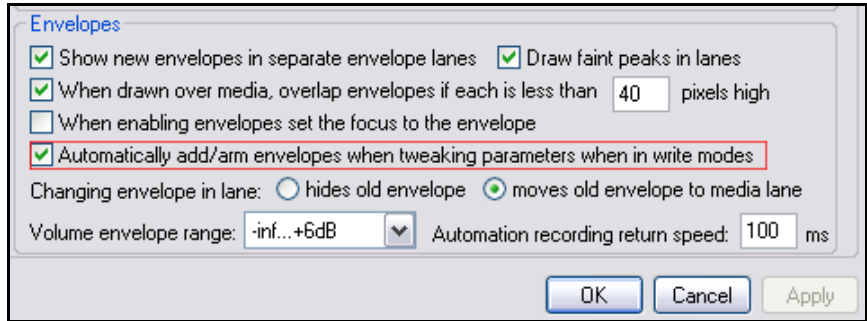 Envelopes
Show new envelopes in separate envelope lanes Draw faint peaks in lanes
When drawn over media, overlap envelopes if each is less than 40 pixels high
When enabling envelopes set the focus to the envelope
Automatically add/arm envelopes when tweaking parameters when in write modes
Changing envelope in lane: hides old envelope moves old envelope to media lane
Volume envelope range: -inf...+6dB Automation recording return speed: 100 ms
OK Cancel Apply